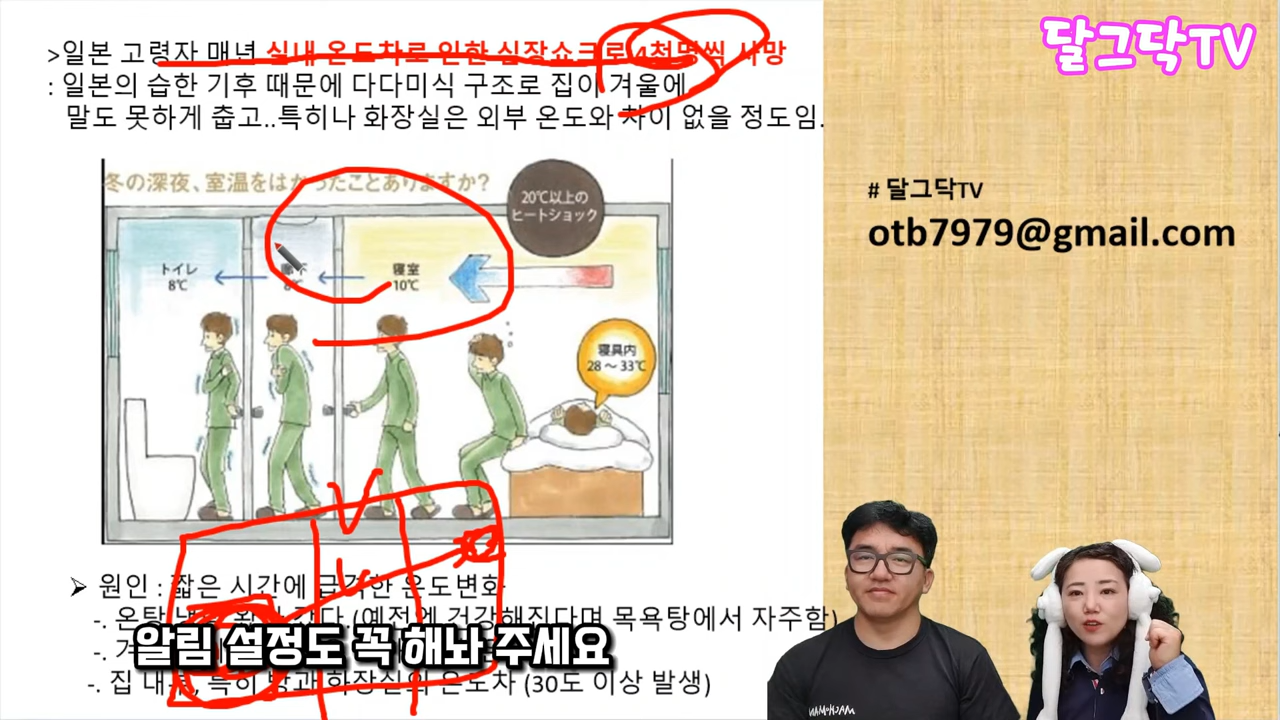 >일본 고령자 매년 실내 온도차로 인한 심장쇼크로 4천명씩 사망
달그닥TV
: 일본의 습한 기후 때문에 다다미식 구조로 집이 겨울에
말도 못하게 춥고..특히나 화장실은 외부 온도와 차이 없을 정도임.
冬の深夜、室温をはかったことありますか?
20℃以上の
ヒートショック
# 달그닥TV
otb7979@gmail.com
トイレ
8℃
寝室
10℃
寝具内
28～33℃
➢ 원인 : 짧은 시간에 급격한 온도변화
-. 온탕 (예전엔 건강해진다며 목욕탕에서 자주함)
알림 설정도 꼭 해놔 주세요
-. 집 내부, 특히 방과 화장실의 온도차 (30도 이상 발생)